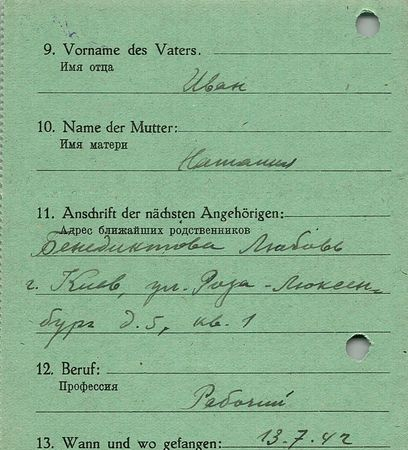 9. Vorname des Vaters.
Имя отца
Иван
10. Name der Mutter:
Имя матери
Наталия
11. Anschrift der nächsten Angehörigen:
Адрес ближайших родственников
Бенедиктова Любовь
г. Киев, ул. Роза-Люксен-
бург д. 5, кв. 1
12. Beruf:
Профессия
Рабочий
13. Wann und wo gefangen: 13.7.42